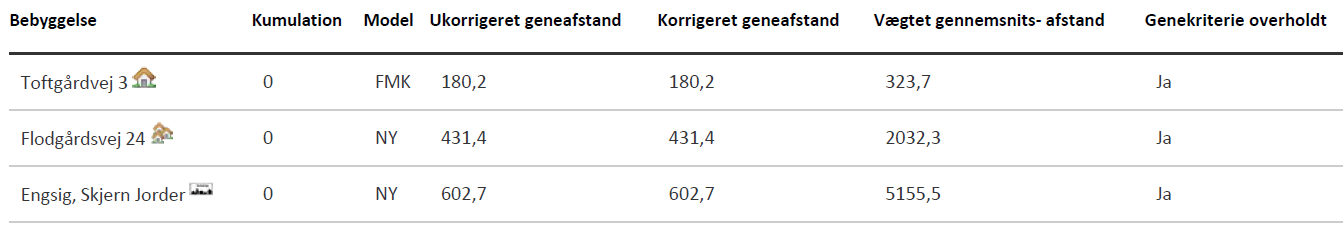 Bebyggelse Kumulation Model Ukorrigeret geneafstand Korrigeret geneafstand Vægtet gennemsnits- afstand Genekriterie overholdt
Toftgårdvej 3 0 FMK 180,2 180,2 323,7 Ja
Flodgårdsvej 24 0 NY 431,4 431,4 2032,3 Ja
Engsig, Skjern Jorder 0 NY 602,7 602,7 5155,5 Ja